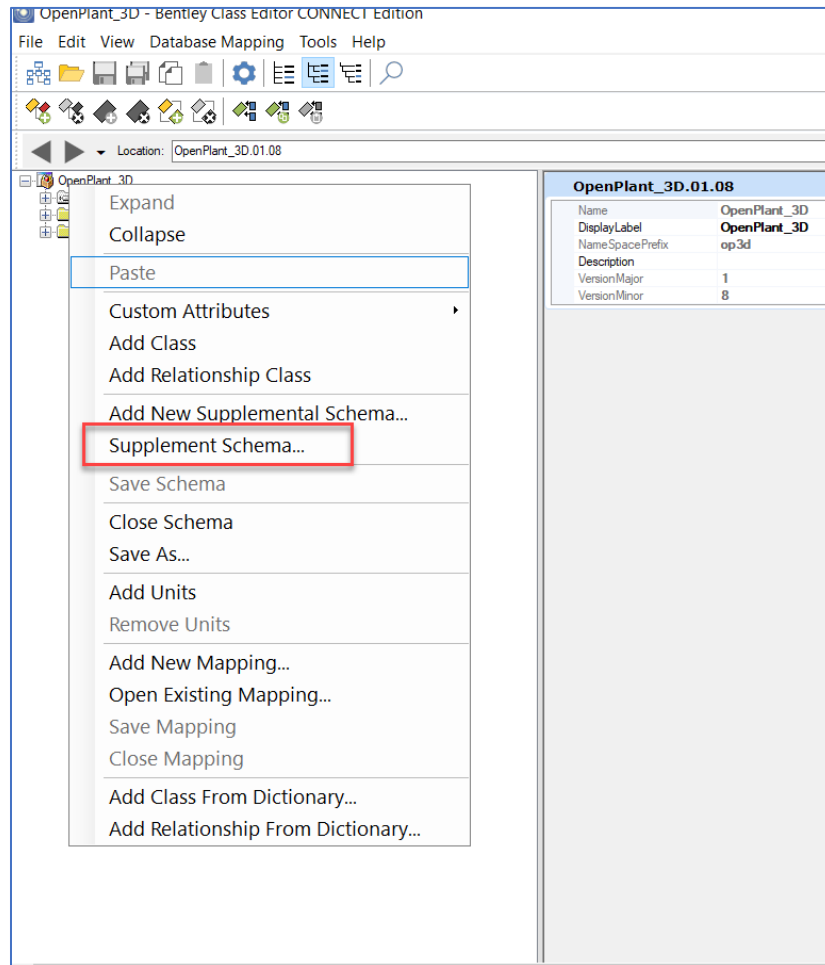 OpenPlant_3D - Bentley Class Editor CONNECT Edition
File Edit View Database Mapping Tools Help
Location: OpenPlant_3D.01.08
OpenPlant_3D
OpenPlant_3D.01.08
Name OpenPlant_3D
DisplayLabel OpenPlant_3D
NameSpacePrefix op3d
Description
VersionMajor 1
VersionMinor 8
Expand
Collapse
Paste
Custom Attributes
Add Class
Add Relationship Class
Add New Supplemental Schema...
Supplement Schema...
Save Schema
Close Schema
Save As...
Add Units
Remove Units
Add New Mapping...
Open Existing Mapping...
Save Mapping
Close Mapping
Add Class From Dictionary...
Add Relationship From Dictionary...